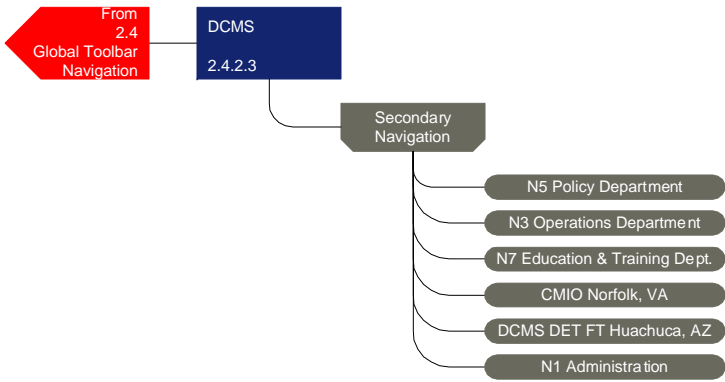 From
2.4
Global Toolbar
Navigation
DCMS
2.4.2.3
Secondary
Navigation
N5 Policy Department
N3 Operations Department
N7 Education & Training Dept.
CMIO Norfolk, VA
DCMS DET FT Huachuca, AZ
N1 Administration